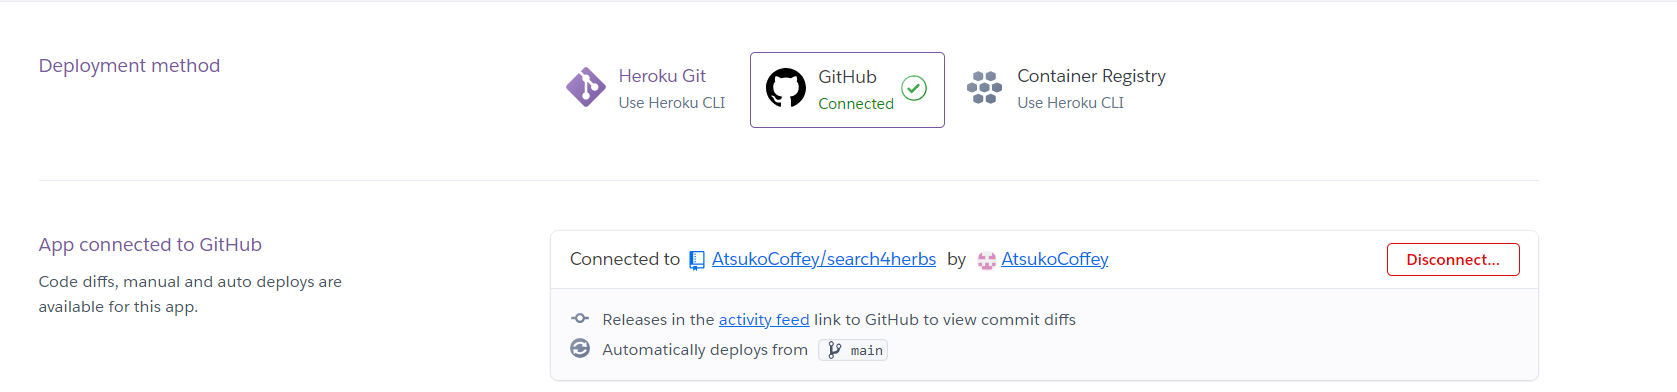 Deployment method
Heroku Git
Use Heroku CLI
GitHub
Connected
Container Registry
Use Heroku CLI
App connected to GitHub
Code diffs, manual and auto deploys are
available for this app.
Connected to AtsukoCoffey/search4herbs by AtsukoCoffey
Disconnect...
Releases in the activity feed link to GitHub to view commit diffs
Automatically deploys from main